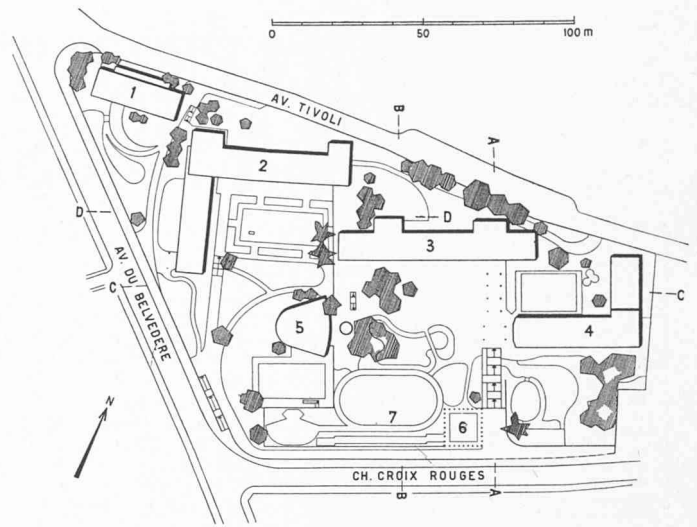 0 50 100 m
AV. TIVOLI
B
A
1
2
D
D
3
AV. DU BELVEDERE
C
C
5
4
7
6
N
CH. CROIX ROUGES
B
A